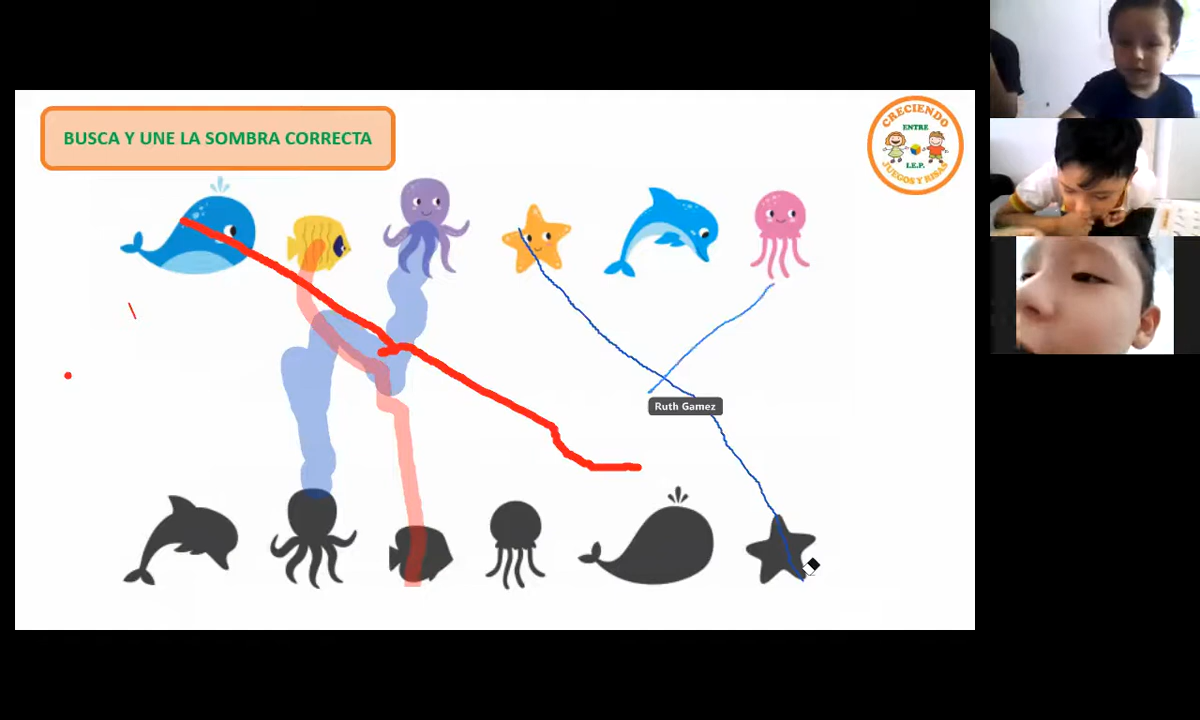 BUSCA Y UNE LA SOMBRA CORRECTA
CRECIENDO
ENTRE
I.E.P.
JUEGOS Y RISAS
Ruth Gamez